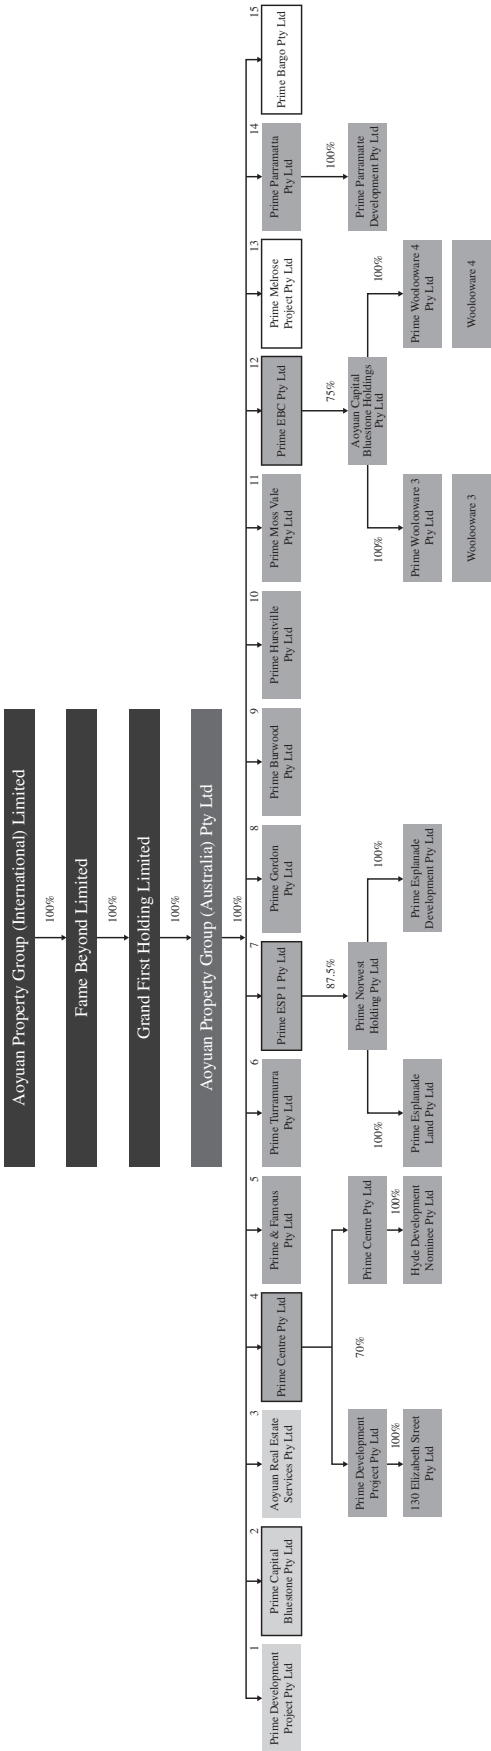 Aoyuan Property Group (International) Limited
100%
Fame Beyond Limited
100%
Grand First Holding Limited
100%
Aoyuan Property Group (Australia) Pty Ltd
100%
1
Prime Development
Project Pty Ltd
2
Prime Capital
Bluestone Pty Ltd
3
Aoyuan Real Estate
Services Pty Ltd
4
Prime Centre Pty Ltd
5
Prime & Famous
Pty Ltd
6
Prime Turramurra
Pty Ltd
7
Prime ESP 1 Pty Ltd
8
Prime Gordon
Pty Ltd
9
Prime Burwood
Pty Ltd
10
Prime Hurstville
Pty Ltd
11
Prime Moss Vale
Pty Ltd
12
Prime EBC Pty Ltd
13
Prime Melrose
Project Pty Ltd
14
Prime Parramatta
Pty Ltd
15
Prime Bargo Pty Ltd
70%
87.5%
75%
100%
Prime Development
Project Pty Ltd
Prime Centre Pty Ltd
Prime Norwest
Holding Pty Ltd
Aoyuan Capital
Bluestone Holdings
Pty Ltd
Prime Parramatte
Development Pty Ltd
100%
100%
100%
100%
100%
100%
130 Elizabeth Street
Pty Ltd
Hyde Development
Nominee Pty Ltd
Prime Esplanade
Land Pty Ltd
Prime Esplanade
Development Pty Ltd
Prime Woolooware 3
Pty Ltd
Prime Woolooware 4
Pty Ltd
Woolooware 3
Woolooware 4